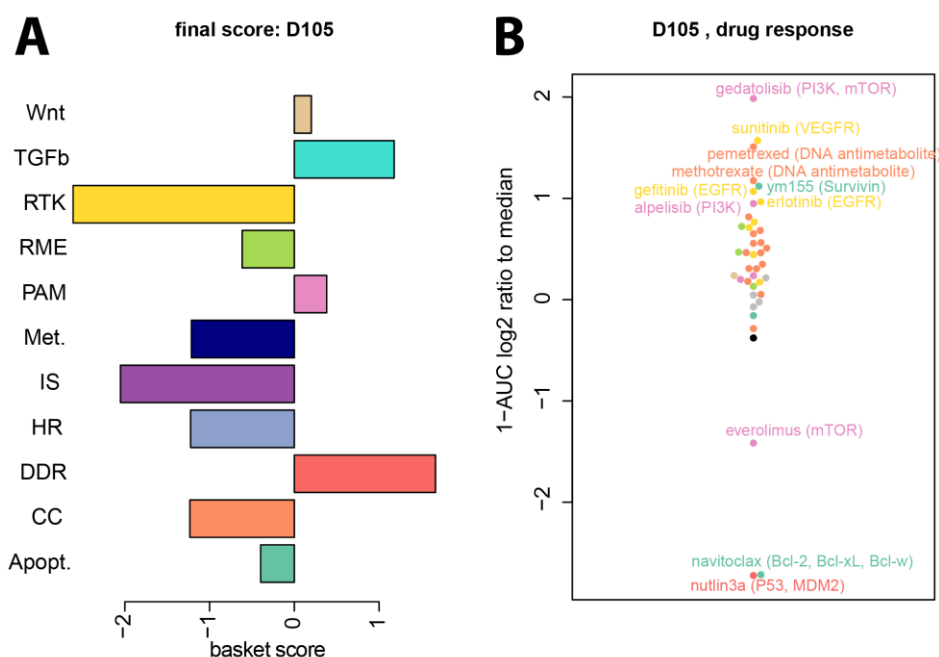 A
final score: D105
Wnt
TGFb
RTK
RME
PAM
Met.
IS
HR
DDR
CC
Apopt.
−2
−1
0
1
basket score
B
D105 , drug response
1−AUC log2 ratio to median
2
1
0
−1
−2
gedatolisib (PI3K, mTOR)
sunitinib (VEGFR)
pemetrexed (DNA antimetabolite)
methotrexate (DNA antimetabolite)
ym155 (Survivin)
gefitinib (EGFR)
erlotinib (EGFR)
alpelisib (PI3K)
everolimus (mTOR)
navitoclax (Bcl-2, Bcl-xL, Bcl-w)
nutlin3a (P53, MDM2)